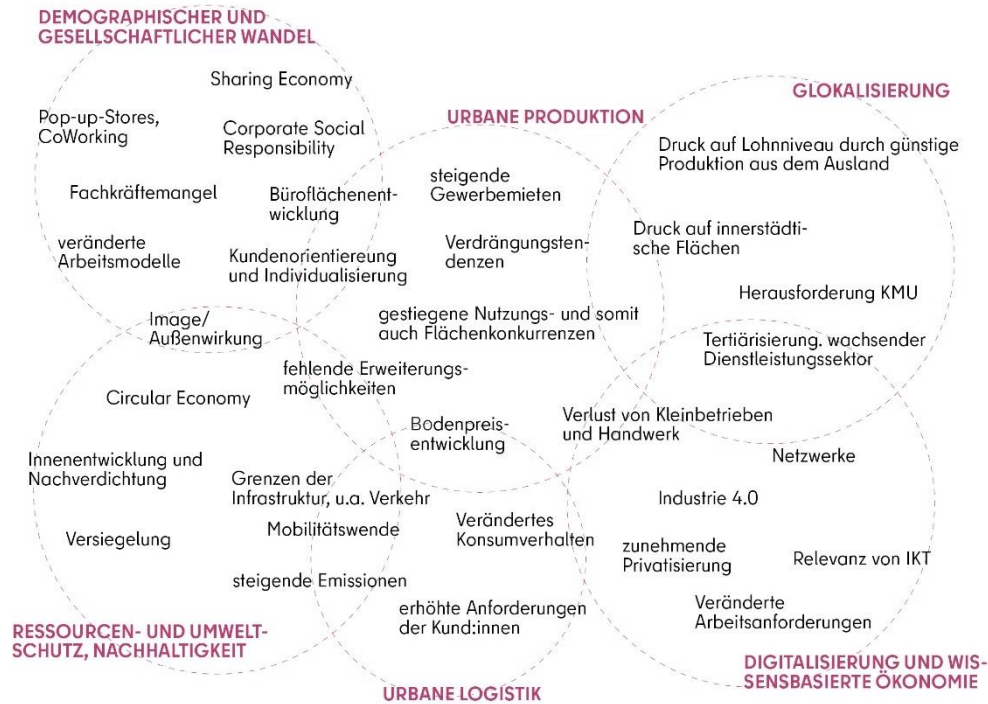 DEMOGRAPHISCHER UND
GESELLSCHAFTLICHER WANDEL
Sharing Economy
Pop-up-Stores,
CoWorking
Corporate Social
Responsibility
Fachkräftemangel
Büroflächenent-
wicklung
veränderte
Arbeitsmodelle
Kundenorientiereung
und Individualisierung
Image/
Außenwirkung
URBANE PRODUKTION
steigende
Gewerbemieten
Verdrängungsten-
denzen
gestiegene Nutzungs- und somit
auch Flächenkonkurrenzen
fehlende Erweiterungs-
möglichkeiten
Bodenpreis-
entwicklung
GLOKALISIERUNG
Druck auf Lohnniveau durch günstige
Produktion aus dem Ausland
Druck auf innerstädti-
sche Flächen
Herausforderung KMU
Tertiärisierung. wachsender
Dienstleistungssektor
Verlust von Kleinbetrieben
und Handwerk
Circular Economy
Innenentwicklung und
Nachverdichtung
Grenzen der
Infrastruktur, u.a. Verkehr
Versiegelung
Mobilitätswende
steigende Emissionen
RESSOURCEN- UND UMWELT-
SCHUTZ, NACHHALTIGKEIT
Verändertes
Konsumverhalten
erhöhte Anforderungen
der Kund:innen
URBANE LOGISTIK
Netzwerke
Industrie 4.0
zunehmende
Privatisierung
Relevanz von IKT
Veränderte
Arbeitsanforderungen
DIGITALISIERUNG UND WIS-
SENSBASIERTE ÖKONOMIE